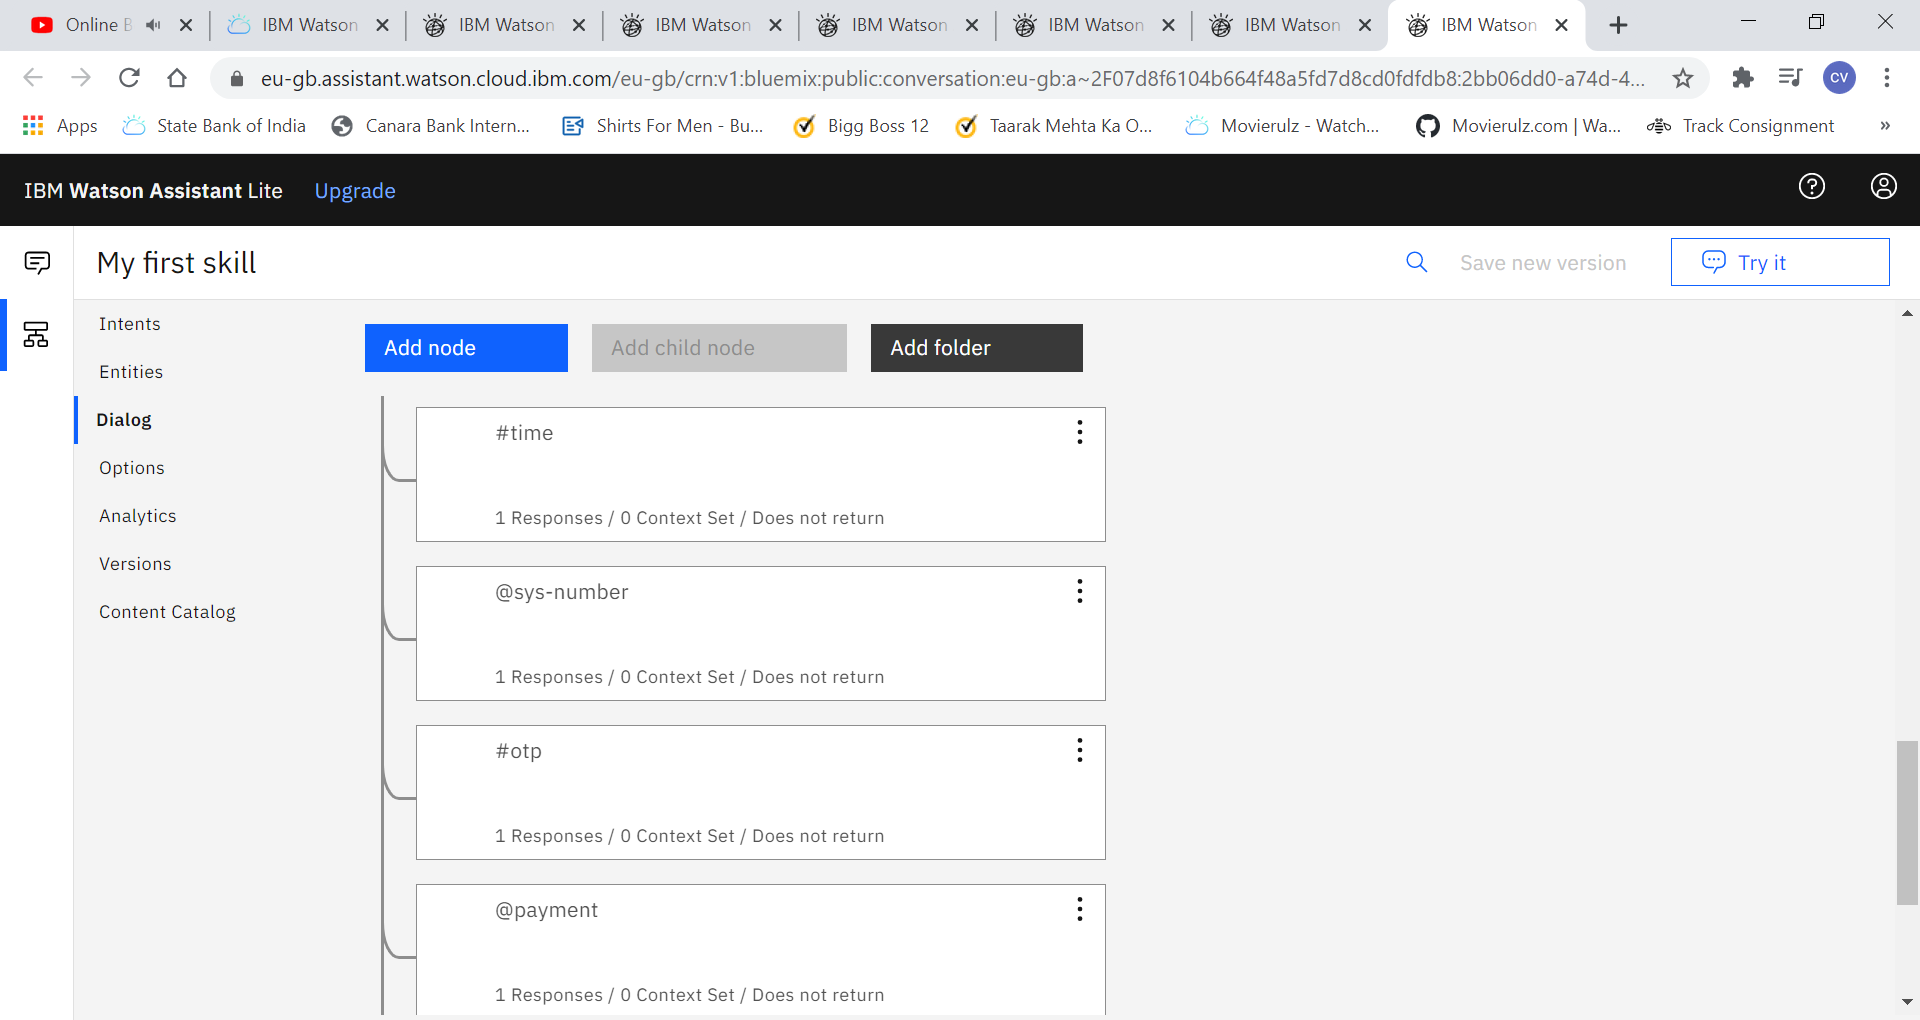 Online B
IBM Watson
IBM Watson
IBM Watson
IBM Watson
IBM Watson
IBM Watson
IBM Watson
eu-gb.assistant.watson.cloud.ibm.com/eu-gb/crn:v1:bluemix:public:conversation:eu-gb:a~2F07d8f6104b664f48a5fd7d8cd0fdfdb8:2bb06dd0-a74d-4...
CV
Apps
State Bank of India
Canara Bank Intern...
Shirts For Men - Bu...
Bigg Boss 12
Taarak Mehta Ka O...
Movierulz - Watch...
Movierulz.com | Wa...
Track Consignment
»
IBM Watson Assistant Lite
Upgrade
My first skill
Save new version
Try it
Intents
Entities
Dialog
Options
Analytics
Versions
Content Catalog
Add node
Add child node
Add folder
#time
1 Responses / 0 Context Set / Does not return
@sys-number
1 Responses / 0 Context Set / Does not return
#otp
1 Responses / 0 Context Set / Does not return
@payment
1 Responses / 0 Context Set / Does not return